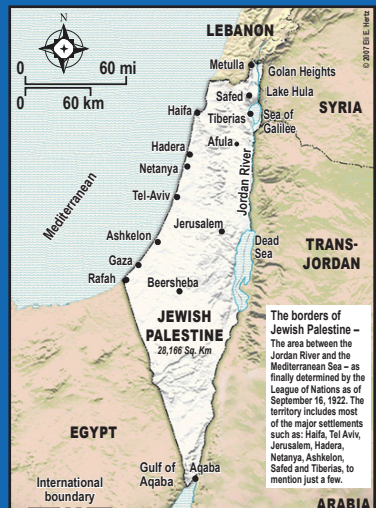 © 2007 Eli E. Hertz
N
LEBANON
0 60 mi
0 60 km
Metulla
Golan Heights
Safed
Lake Hula
SYRIA
Haifa
Tiberias
Sea of
Galilee
Afula
Hadera
Netanya
Jordan River
Mediterranean
Tel-Aviv
Jerusalem
Ashkelon
Dead
Sea
TRANS-
JORDAN
Gaza
Rafah
Beersheba
JEWISH
PALESTINE
28,166 Sq. Km
The borders of
Jewish Palestine –
The area between the
Jordan River and the
Mediterranean Sea – as
finally determined by the
League of Nations as of
September 16, 1922. The
territory includes most
of the major settlements
such as: Haifa, Tel Aviv,
Jerusalem, Hadera,
Netanya, Ashkelon,
Safed and Tiberias, to
mention just a few.
EGYPT
Gulf of
Aqaba
Aqaba
International
boundary
ARABIA